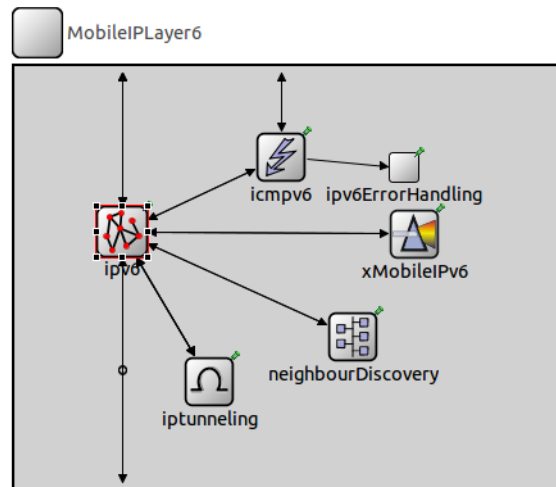 MobileIPLayer6
icmpv6
ipv6ErrorHandling
ipv6
xMobileIPv6
neighbourDiscovery
iptunneling